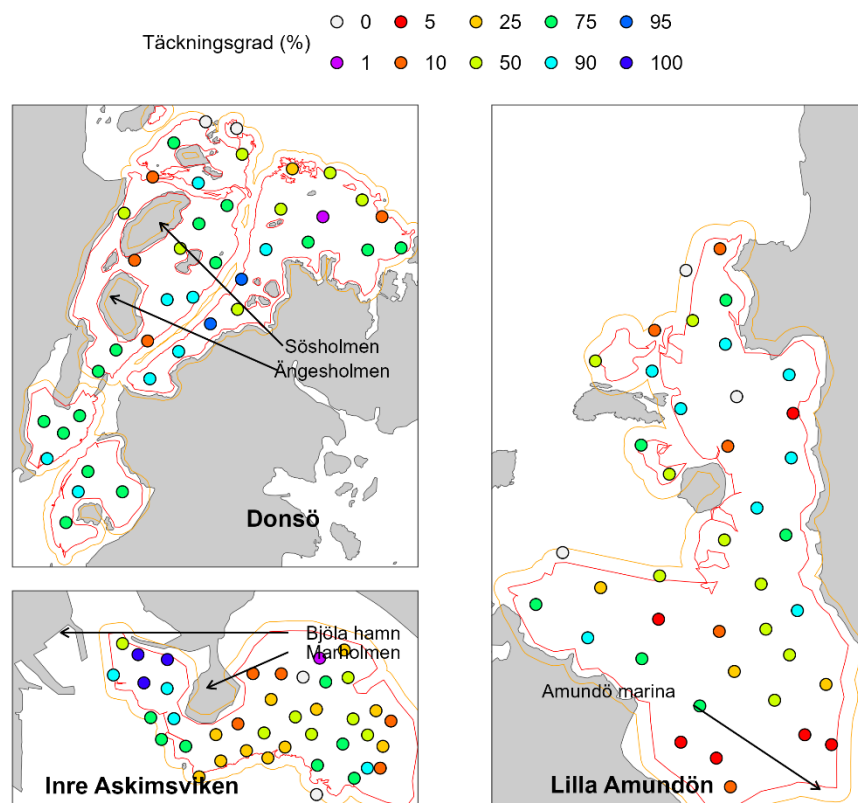 0 5 25 75 95
Täckningsgrad (%)
1 10 50 90 100
Sösholmen
Ängesholmen
Donsö
Bjöla hamn
Marholmen
Amundö marina
Inre Askimsviken
Lilla Amundön